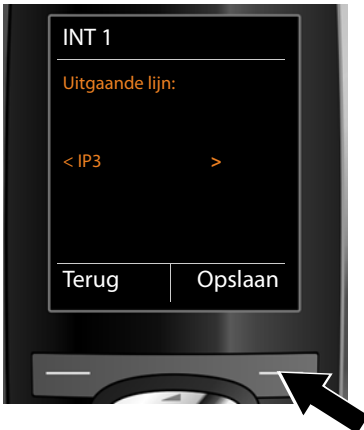 INT 1
Uitgaande lijn:
< IP3 >
Terug Opslaan